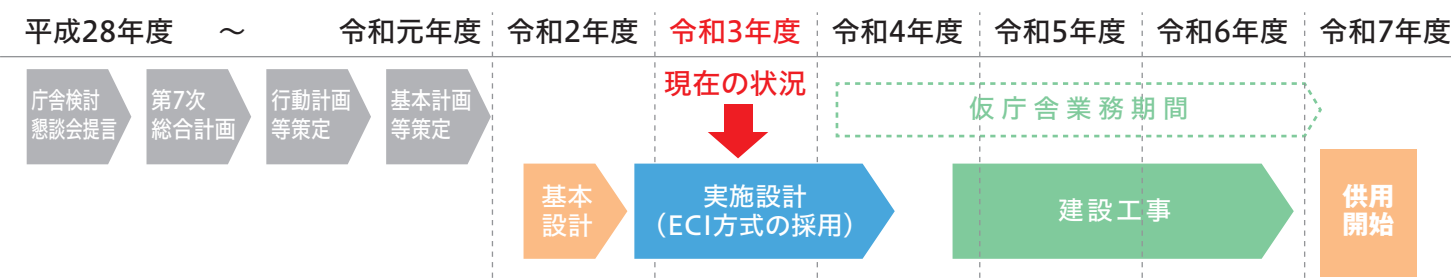 平成28年度 ～ 令和元年度 令和2年度 令和3年度 令和4年度 令和5年度 令和6年度 令和7年度
庁舎検討
懇談会提言
第7次
総合計画
行動計画
等策定
基本計画
等策定
現在の状況
仮庁舎業務期間
基本
設計
実施設計
（ECI方式の採用）
建設工事
供用
開始